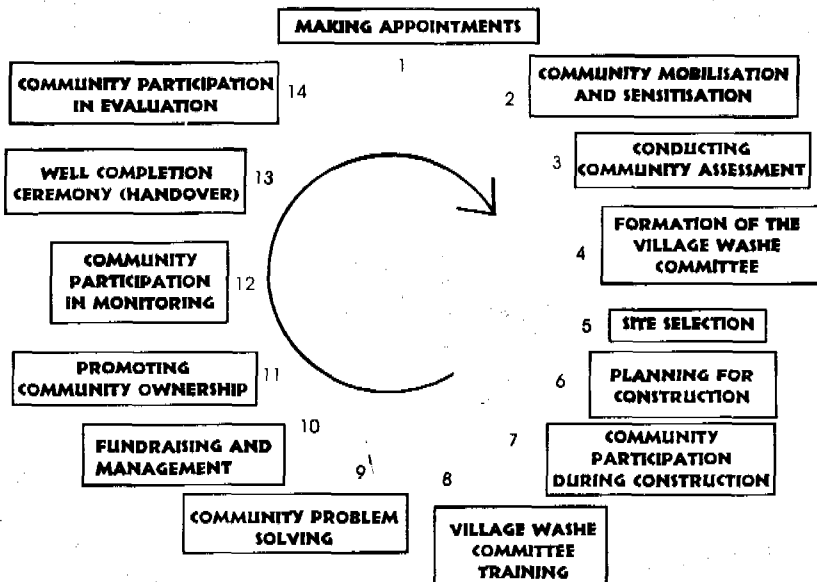 MAKING APPOINTMENTS
1
2
COMMUNITY MOBILISATION
AND SENSITISATION
3
CONDUCTING
COMMUNITY ASSESSMENT
4
FORMATION OF THE
VILLAGE WASHE
COMMITTEE
5
SITE SELECTION
6
PLANNING FOR
CONSTRUCTION
7
COMMUNITY
PARTICIPATION
DURING CONSTRUCTION
8
VILLAGE WASHE
COMMITTEE
TRAINING
9
COMMUNITY PROBLEM
SOLVING
10
FUNDRAISING AND
MANAGEMENT
11
PROMOTING
COMMUNITY OWNERSHIP
12
COMMUNITY
PARTICIPATION
IN MONITORING
13
WELL COMPLETION
CEREMONY (HANDOVER)
14
COMMUNITY PARTICIPATION
IN EVALUATION